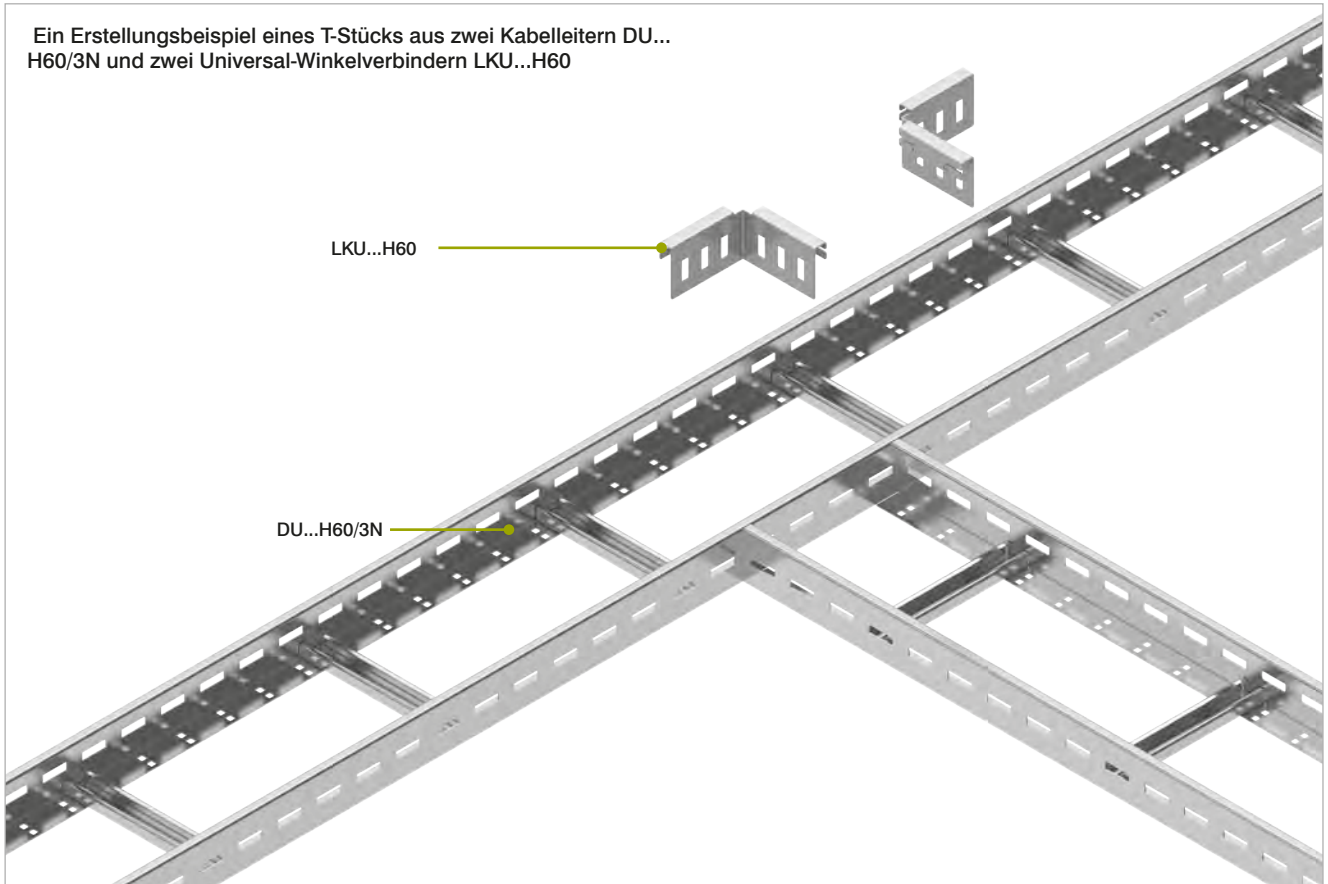 Ein Erstellungsbeispiel eines T-Stücks aus zwei Kabelleitern DU...
H60/3N und zwei Universal-Winkelverbindern LKU...H60
LKU...H60
DU...H60/3N